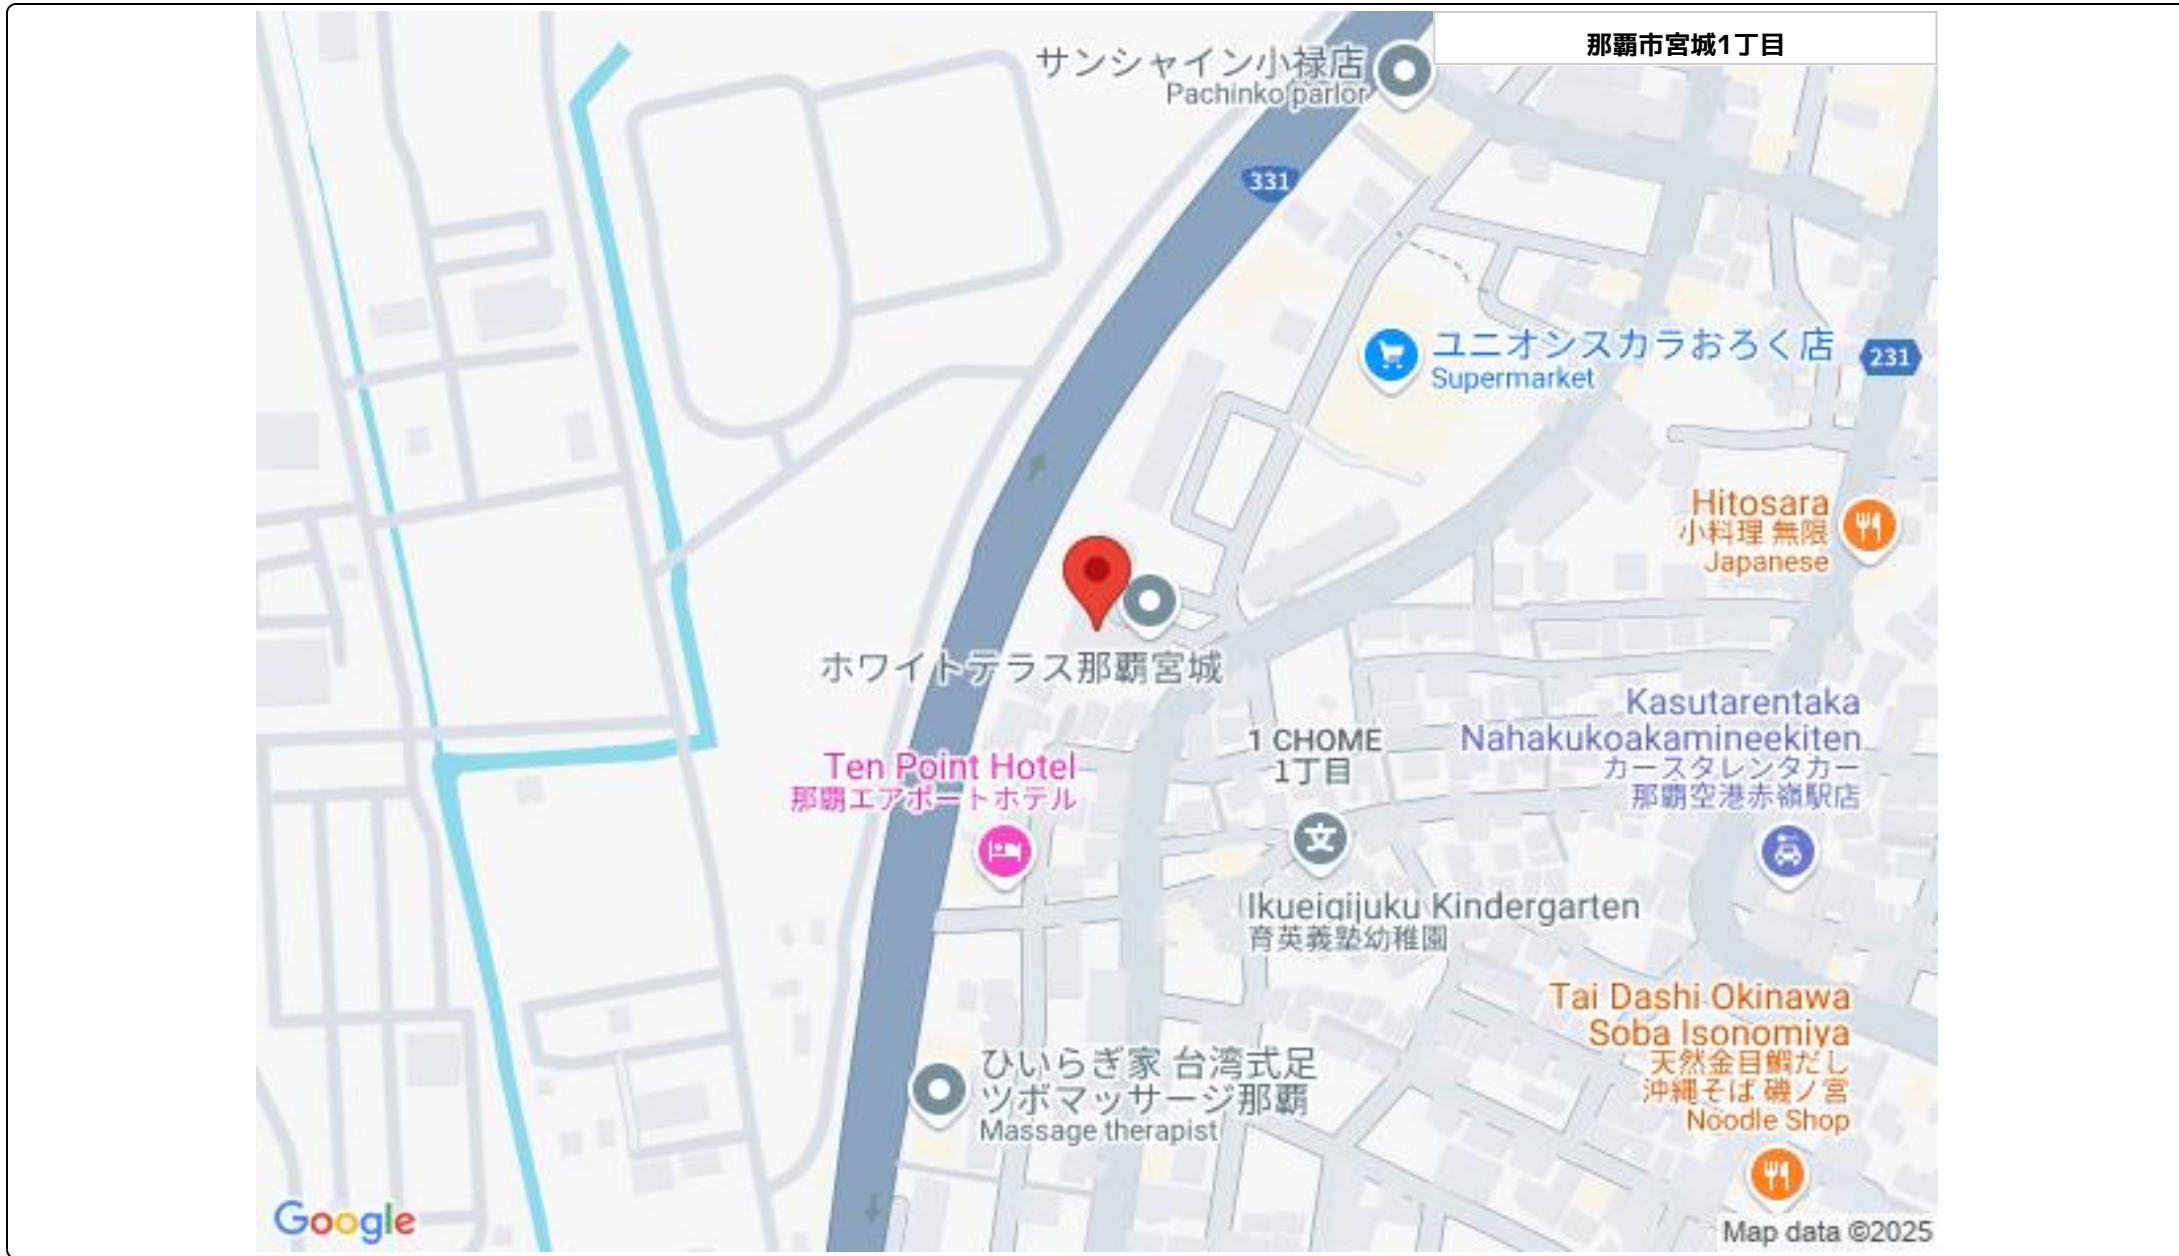 那覇市宮城1丁目
サンシャイン小禄店
Pachinko parlor
331
ユニオンスカラおろく店
Supermarket
231
Hitosara
小料理 無限
Japanese
ホワイトテラス那覇宮城
Kasutarentaka
Nahakukoakamineekiten
カースタレンタカー
那覇空港赤嶺駅店
1 CHOME
1丁目
Ten Point Hotel
那覇エアポートホテル
文
Ikueigijuku Kindergarten
育英義塾幼稚園
Tai Dashi Okinawa
Soba Isonomiya
天然金目鯛だし
沖縄そば 磯ノ宮
Noodle Shop
ひいらぎ家 台湾式足
ツボマッサージ那覇
Massage therapist
Google
Map data ©2025